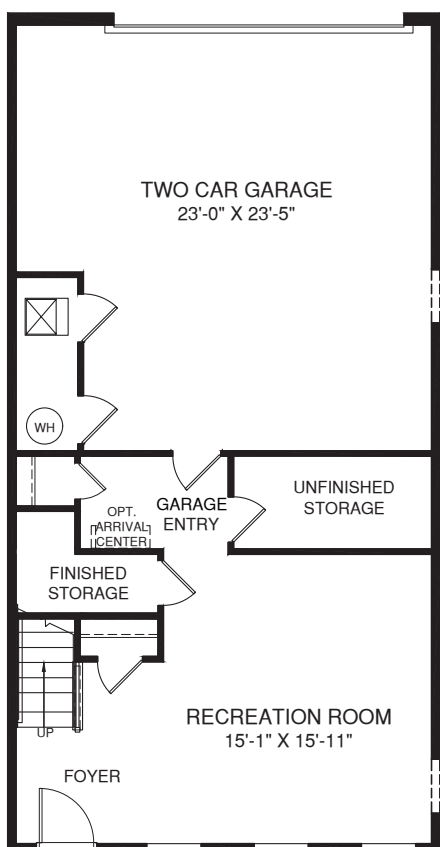 TWO CAR GARAGE
23'-0" X 23'-5"
WH
UNFINISHED
STORAGE
GARAGE
ENTRY
OPT.
ARRIVAL
CENTER
FINISHED
STORAGE
RECREATION ROOM
15'-1" X 15'-11"
UP
FOYER